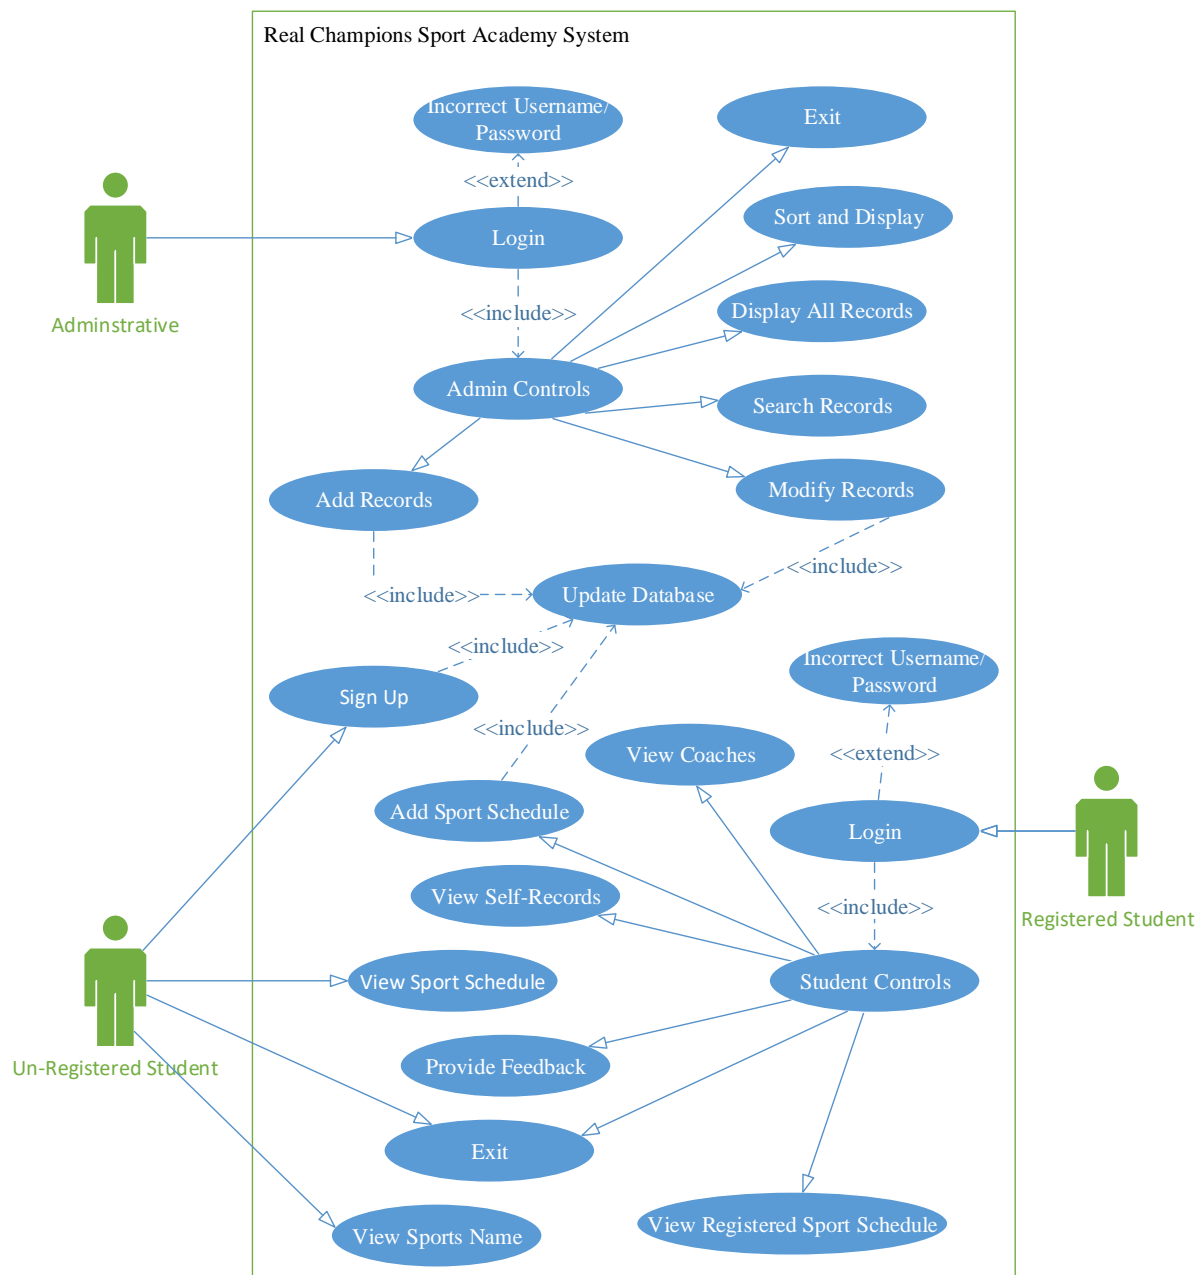 Real Champions Sport Academy System
Incorrect Username/
Password
Exit
<<extend>>
Sort and Display
Login
Adminstrative
<<include>>
Display All Records
Admin Controls
Search Records
Add Records
Modify Records
<<include>>
<<include>>
Update Database
<<include>>
Incorrect Username/
Password
Sign Up
<<include>>
View Coaches
<<extend>>
Add Sport Schedule
Login
View Self-Records
<<include>>
Registered Student
View Sport Schedule
Student Controls
Un-Registered Student
Provide Feedback
Exit
View Registered Sport Schedule
View Sports Name